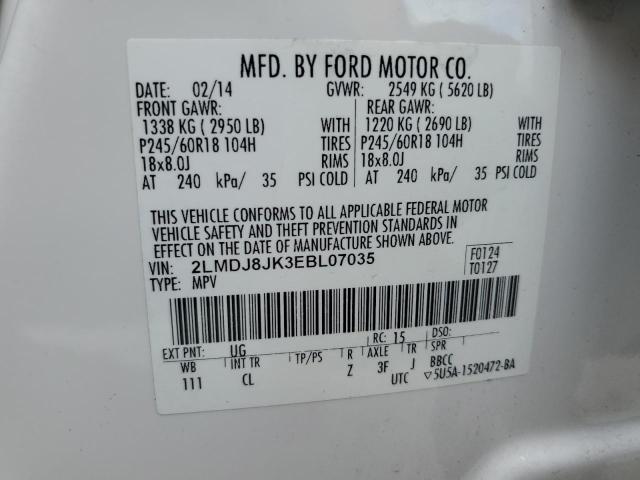 MFD. BY FORD MOTOR CO.
DATE: 02/14 GVWR: 2549 KG ( 5620 LB)
FRONT GAWR: REAR GAWR:
1338 KG ( 2950 LB) WITH 1220 KG ( 2690 LB) WITH
P245/60R18 104H TIRES P245/60R18 104H TIRES
18x8.0J RIMS 18x8.0J RIMS
AT 240 kPa/ 35 PSI COLD AT 240 kPa/ 35 PSI COLD
THIS VEHICLE CONFORMS TO ALL APPLICABLE FEDERAL MOTOR
VEHICLE SAFETY AND THEFT PREVENTION STANDARDS IN
EFFECT ON THE DATE OF MANUFACTURE SHOWN ABOVE.
VIN: 2LMDJ8JK3EBL07035 F0124
TYPE: MPV T0127
EXT PNT: UG RC: 15 DSO:
WB INT TR TP/PS R AXLE TR SPR
111 CL Z 3F J BBCC
UTC ▽5U5A-1520472-BA